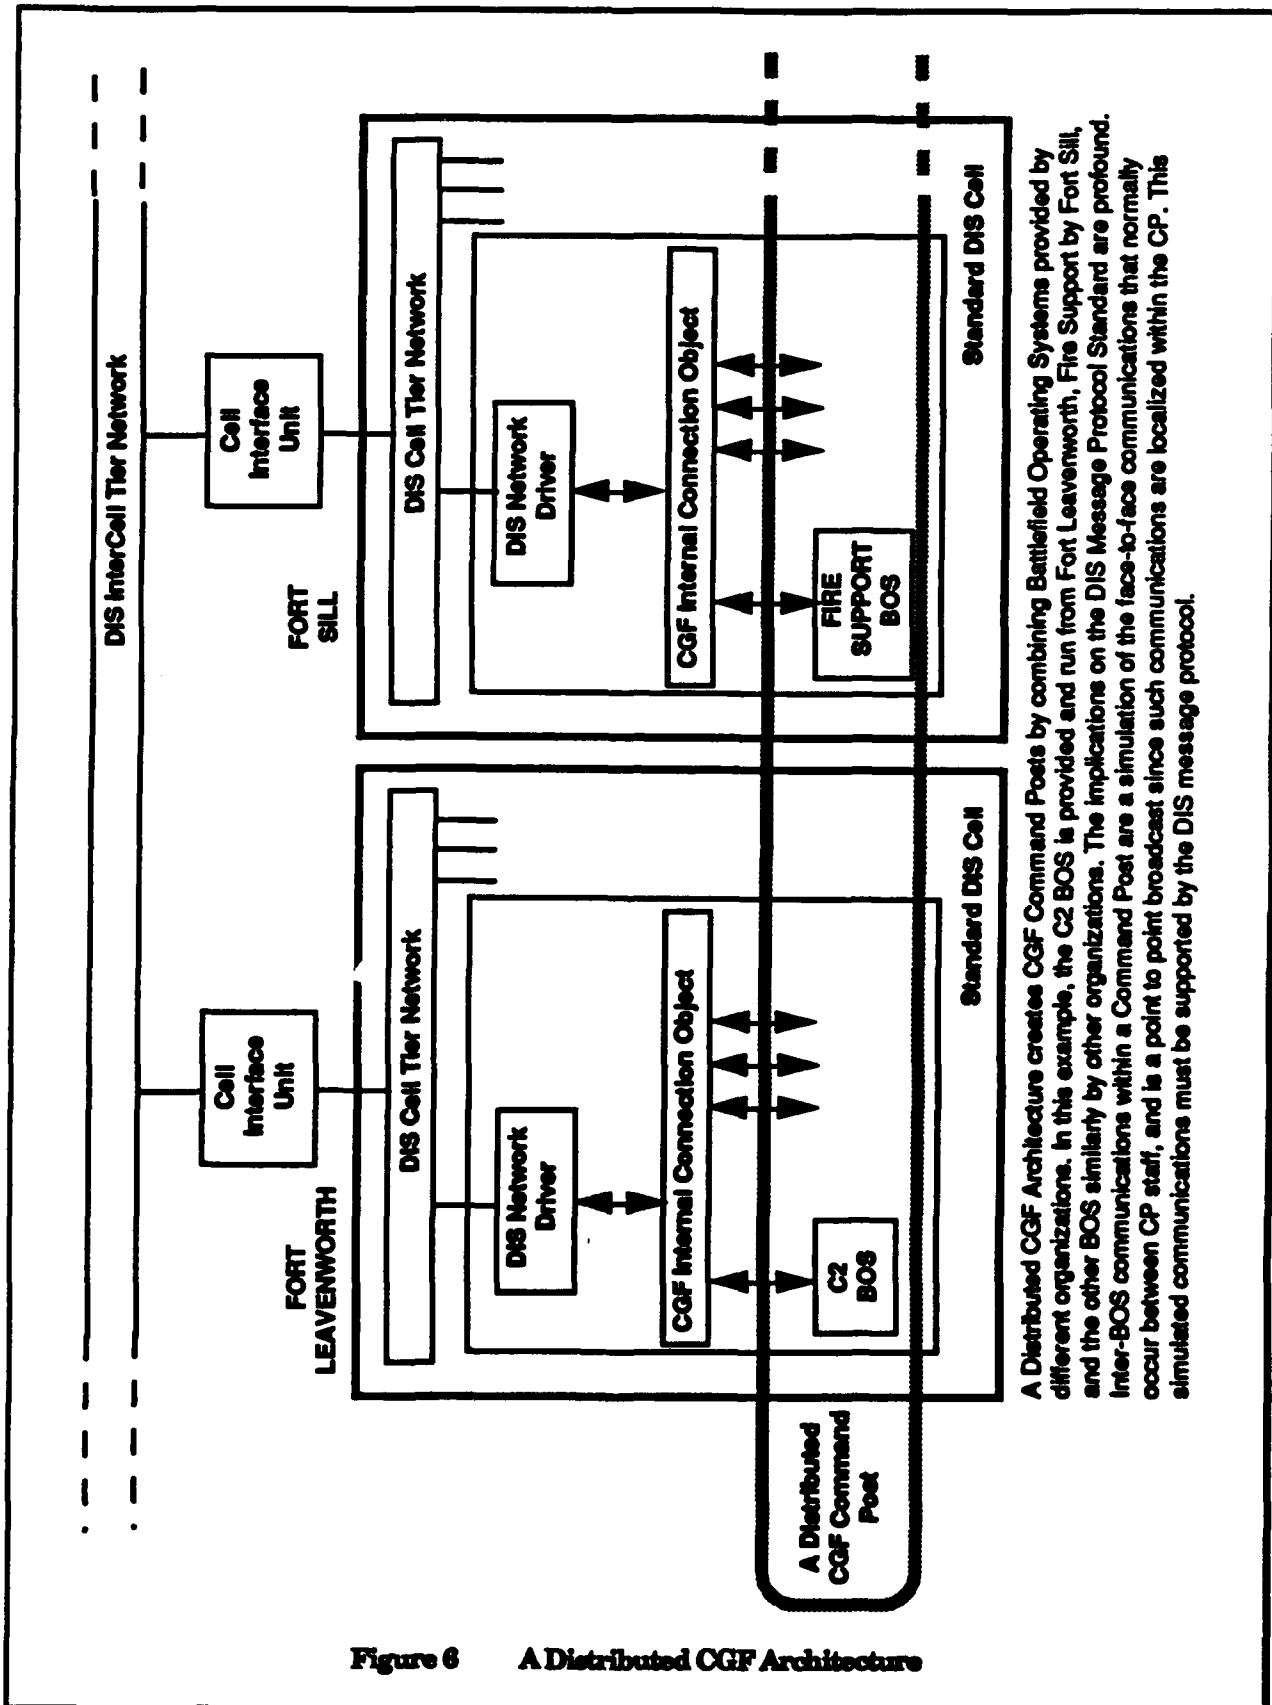 DIS InterCell Tier Network
Cell
Interface
Unit
Cell
Interface
Unit
FORT
LEAVENWORTH
FORT
SILL
DIS Cell Tier Network
DIS Cell Tier Network
DIS Network
Driver
DIS Network
Driver
CGF Internal Connection Object
CGF Internal Connection Object
C2
BOS
FIRE
SUPPORT
BOS
A Distributed
CGF Command
Post
Standard DIS Cell
Standard DIS Cell
A Distributed CGF Architecture creates CGF Command Posts by combining Battlefield Operating Systems provided by
different organizations. In this example, the C2 BOS is provided and run from Fort Leavenworth, Fire Support by Fort Sill,
and the other BOS similarly by other organizations. The implications on the DIS Message Protocol Standard are profound.
Inter-BOS communications within a Command Post are a simulation of the face-to-face communications that normally
occur between CP staff, and is a point to point broadcast since such communications are localized within the CP. This
simulated communications must be supported by the DIS message protocol.
Figure 6 A Distributed CGF Architecture